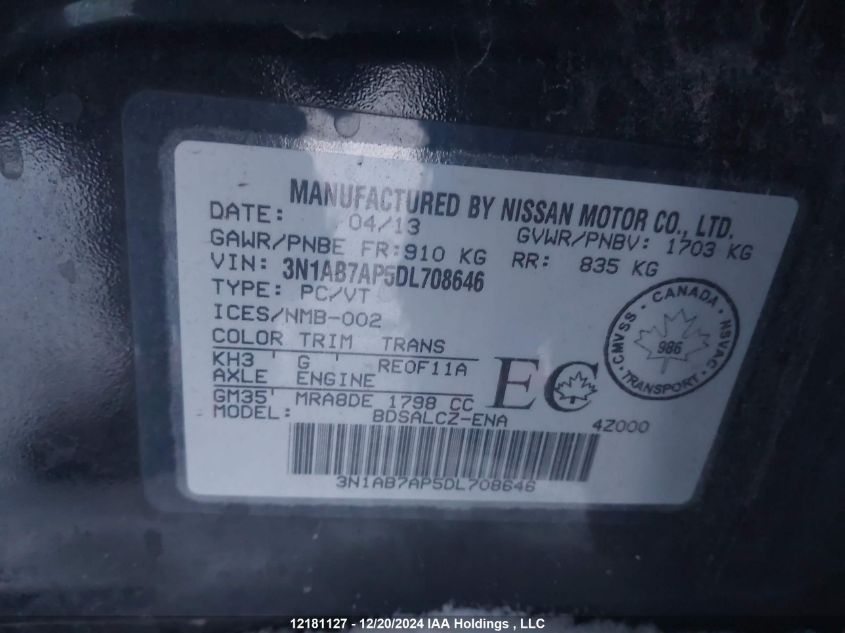 MANUFACTURED BY NISSAN MOTOR CO., LTD.
DATE: 04/13 GVWR/PNBV: 1703 KG
GAWR/PNBE FR: 910 KG RR: 835 KG
VIN: 3N1AB7AP5DL708646
TYPE: PC/VT
ICES/NMB-002
COLOR TRIM TRANS
KH3 ' G ' RE0F11A
AXLE ENGINE
GM35' MRA8DE 1798 CC
MODEL: BDSALCZ-ENA 4Z000
EC
CANADA
CMVSS · NSVAC
986
TRANSPORT
3N1AB7AP5DL708646
12181127 - 12/20/2024 IAA Holdings , LLC